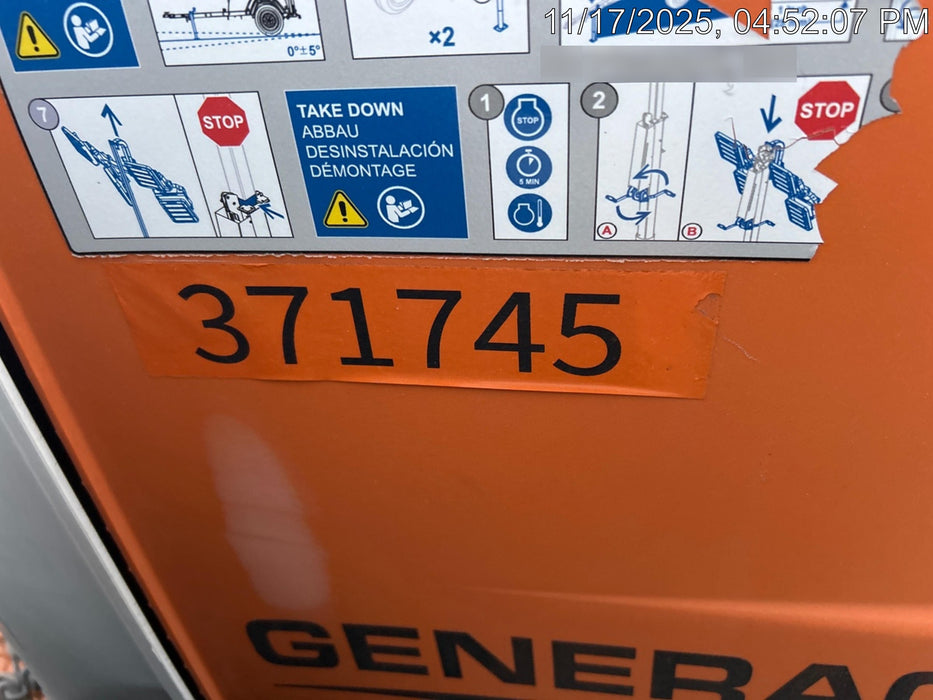 11/17/2025, 04:52:07 PM
0°±5°
×2
7
STOP
TAKE DOWN
ABBAU
DESINSTALACIÓN
DÉMONTAGE
1
STOP
5 MIN
2
A
B
STOP
371745
GENERAC